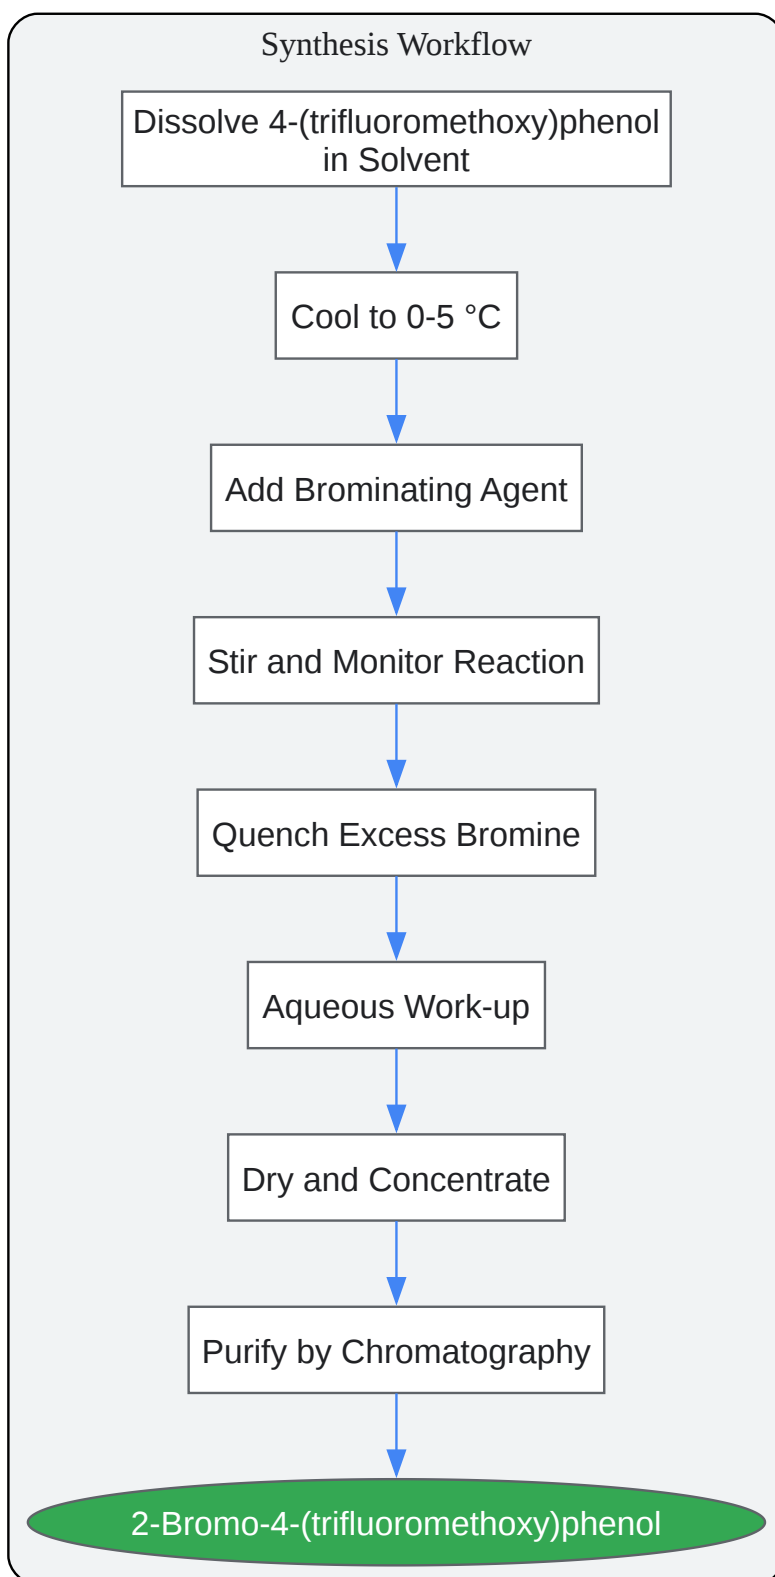 Synthesis Workflow
Dissolve 4-(trifluoromethoxy)phenol
in Solvent
Cool to 0-5 °C
Add Brominating Agent
Stir and Monitor Reaction
Quench Excess Bromine
Aqueous Work-up
Dry and Concentrate
Purify by Chromatography
2-Bromo-4-(trifluoromethoxy)phenol